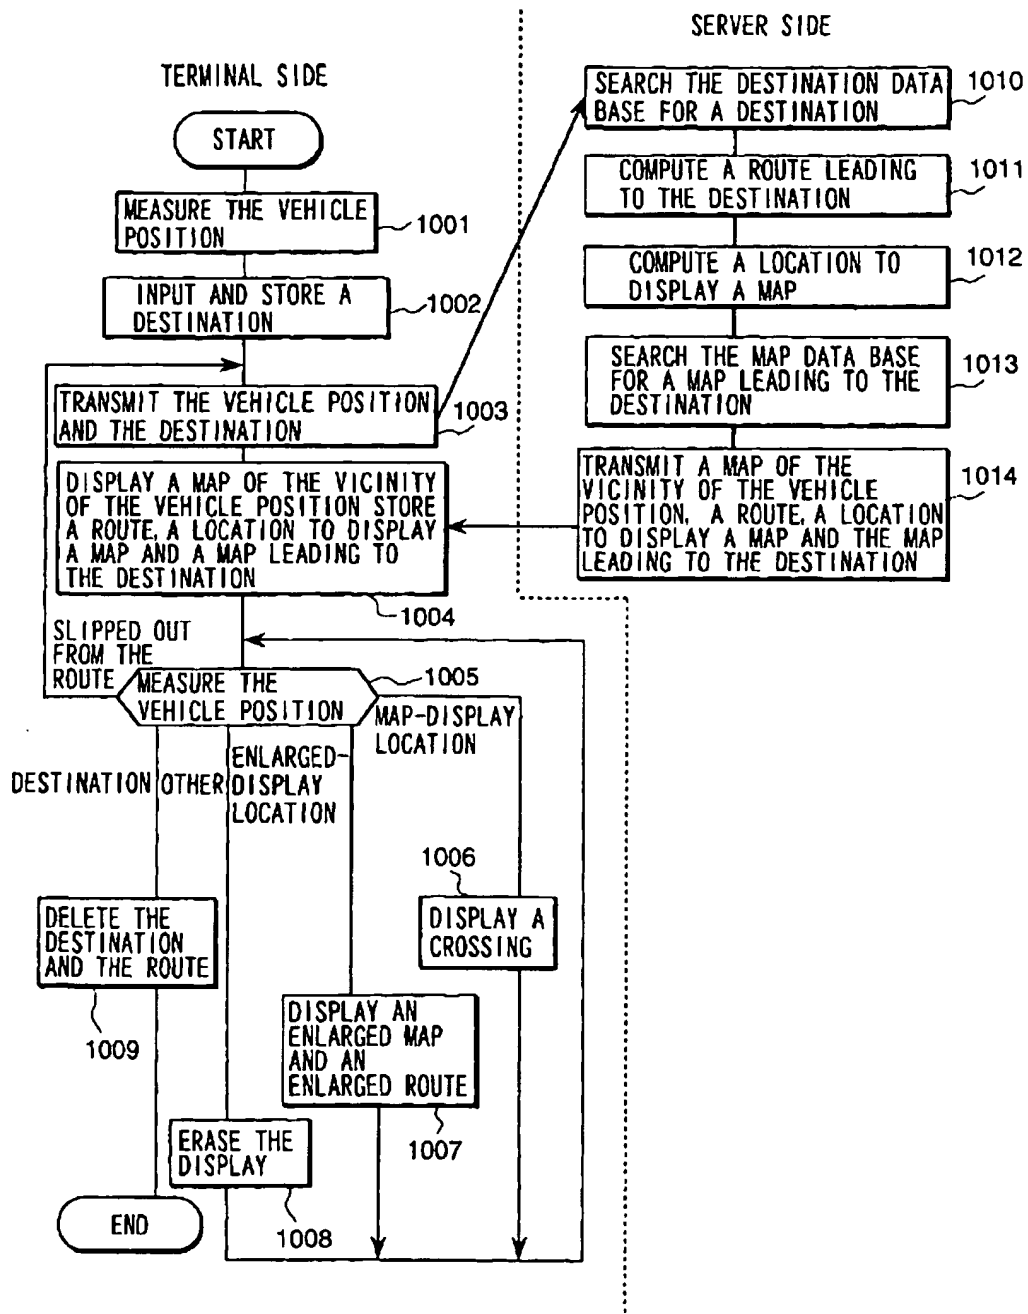 TERMINAL SIDE
START
MEASURE THE VEHICLE
POSITION
1001
INPUT AND STORE A
DESTINATION
1002
TRANSMIT THE VEHICLE POSITION
AND THE DESTINATION
1003
DISPLAY A MAP OF THE VICINITY
OF THE VEHICLE POSITION STORE
A ROUTE, A LOCATION TO DISPLAY
A MAP AND A MAP LEADING TO
THE DESTINATION
1004
SLIPPED OUT
FROM THE
ROUTE
MEASURE THE
VEHICLE POSITION
1005
MAP-DISPLAY
LOCATION
DESTINATION
OTHER
ENLARGED-
DISPLAY
LOCATION
1006
DISPLAY A
CROSSING
DELETE THE
DESTINATION
AND THE ROUTE
1009
DISPLAY AN
ENLARGED MAP
AND AN
ENLARGED ROUTE
1007
ERASE THE
DISPLAY
1008
END
SERVER SIDE
SEARCH THE DESTINATION DATA
BASE FOR A DESTINATION
1010
COMPUTE A ROUTE LEADING
TO THE DESTINATION
1011
COMPUTE A LOCATION TO
DISPLAY A MAP
1012
SEARCH THE MAP DATA BASE
FOR A MAP LEADING TO THE
DESTINATION
1013
TRANSMIT A MAP OF THE
VICINITY OF THE VEHICLE
POSITION, A ROUTE, A LOCATION
TO DISPLAY A MAP AND THE MAP
LEADING TO THE DESTINATION
1014